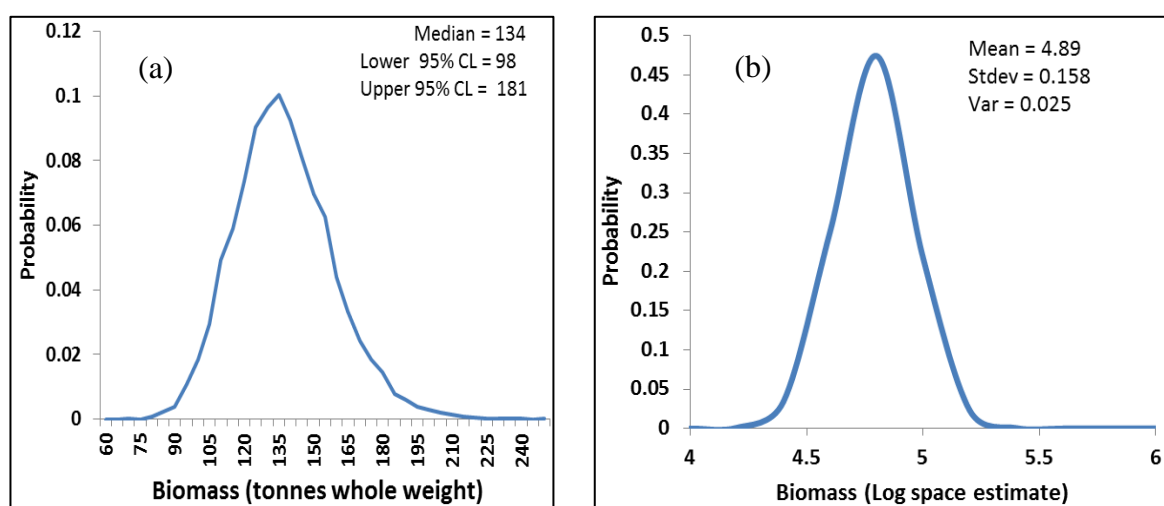 (a)
Median = 134
Lower 95% CL = 98
Upper 95% CL = 181
Probability
0.12
0.1
0.08
0.06
0.04
0.02
0
60 75 90 105 120 135 150 165 180 195 210 225 240
Biomass (tonnes whole weight)
(b)
Mean = 4.89
Stdev = 0.158
Var = 0.025
Probability
0.5
0.45
0.4
0.35
0.3
0.25
0.2
0.15
0.1
0.05
0
4 4.5 5 5.5 6
Biomass (Log space estimate)